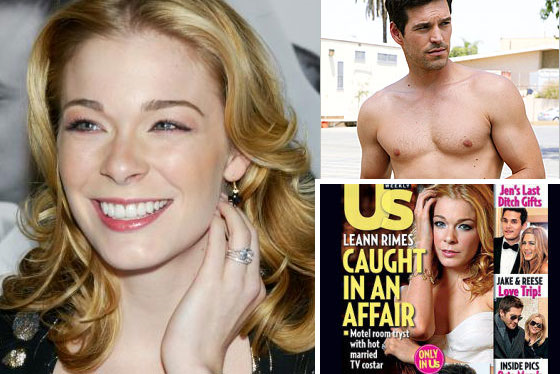 Us
WEEKLY
LEANN RIMES
CAUGHT
IN AN
AFFAIR
• Motel room tryst
with hot
married
TV costar
ONLY
IN Us
Jen's Last
Ditch Gifts
JAKE & REESE
Love Trip!
INSIDE PICS